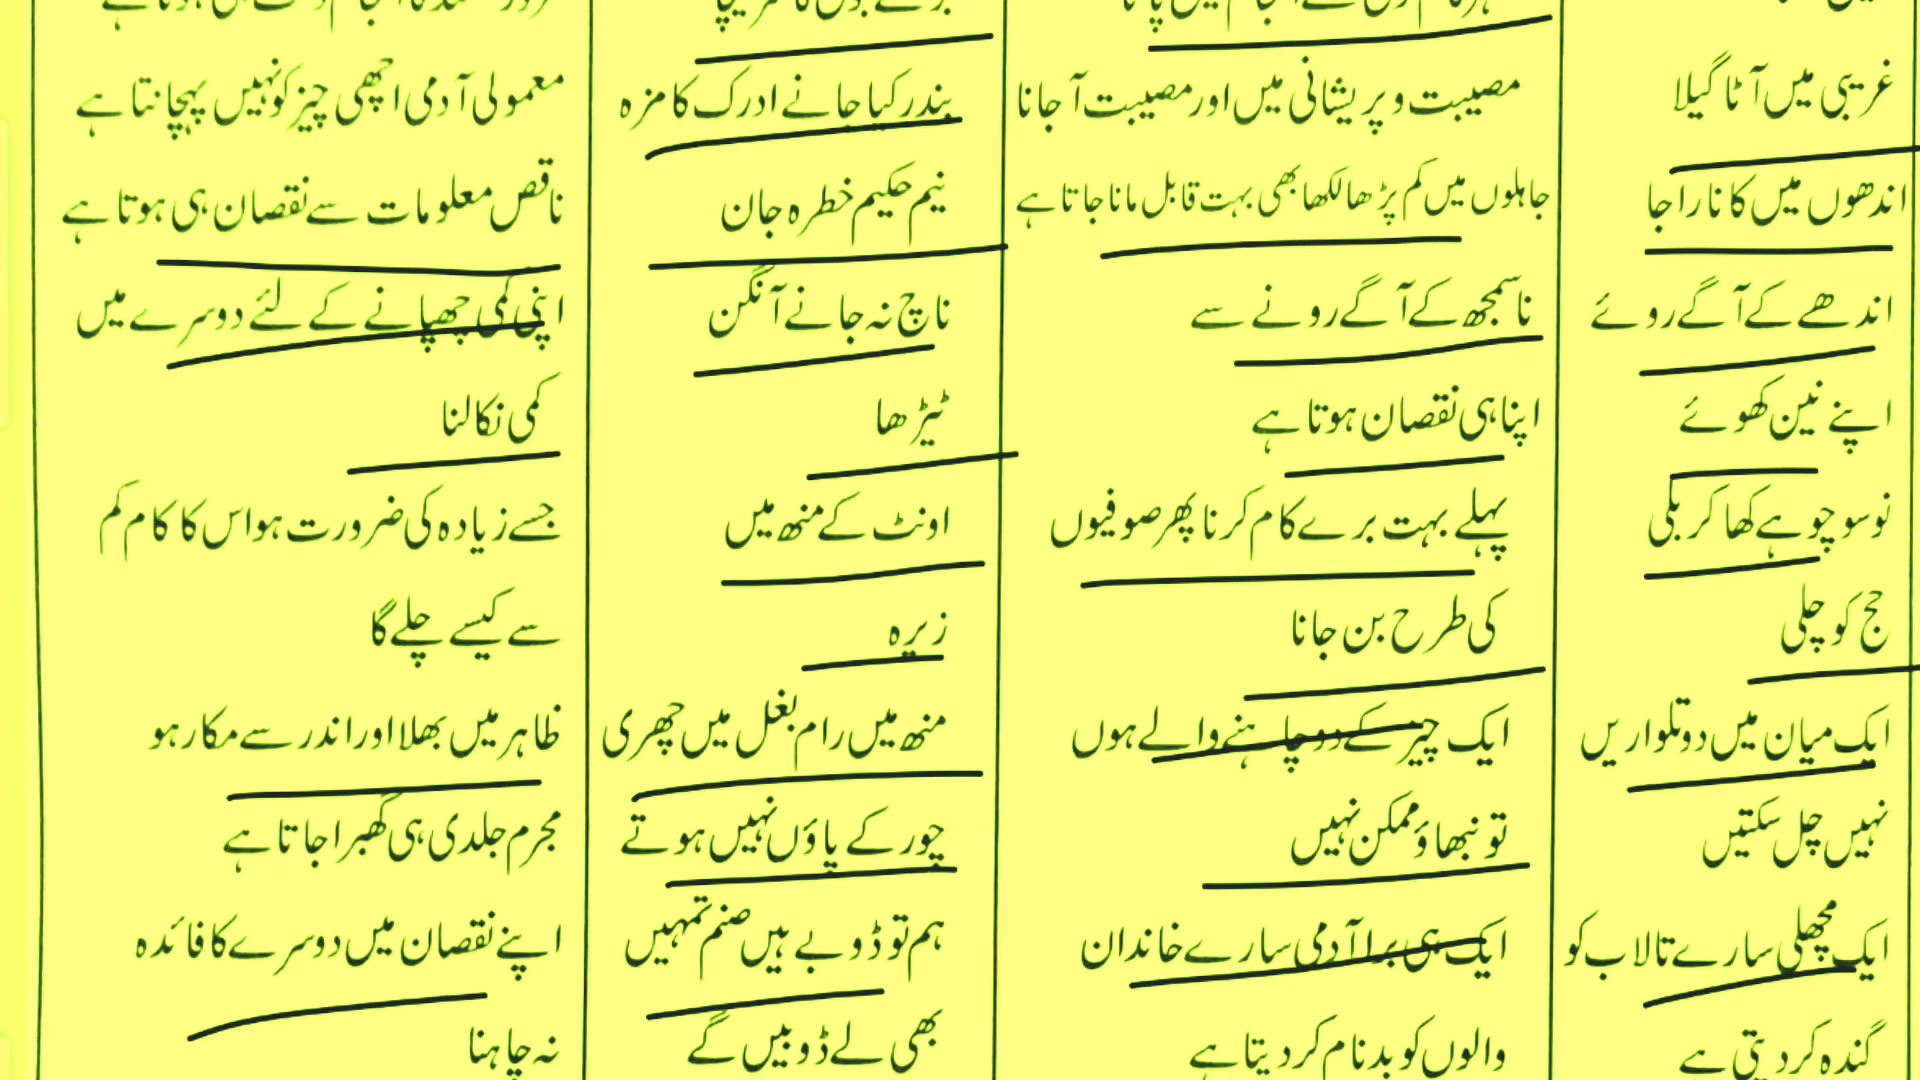 غریبی میں آٹا گیلا مصیبت و پریشانی میں اور مصیبت آ جانا بندر کیا جانے ادرک کا مزہ معمولی آدمی اچھی چیز کو نہیں پہچانتا ہے
اندھوں میں کانا راجا جاہلوں میں کم پڑھا لکھا بھی بہت قابل مانا جاتا ہے نیم حکیم خطرہ جان ناقص معلومات سے نقصان ہی ہوتا ہے
اندھے کے آگے روئے ناسمجھ کے آگے رونے سے ناچ نہ جانے آنگن اپنی کمی چھپانے کے لئے دوسرے میں
اپنے نین کھوئے اپنا ہی نقصان ہوتا ہے ٹیڑھا کمی نکالنا
نو سو چوہے کھا کر بلی پہلے بہت برے کام کرنا پھر صوفیوں اونٹ کے منھ میں جسے زیادہ کی ضرورت ہو اس کا کام کم
حج کو چلی کی طرح بن جانا زیرہ سے کیسے چلے گا
ایک میان میں دو تلواریں ایک چیز کے دو چاہنے والے ہوں منھ میں رام بغل میں چھری ظاہر میں بھلا اور اندر سے مکار ہو
نہیں چل سکتیں تو نبھاؤ ممکن نہیں چور کے پاؤں نہیں ہوتے مجرم جلدی ہی گھبرا جاتا ہے
ایک مچھلی سارے تالاب کو ایک ہی برا آدمی سارے خاندان ہم تو ڈوبے ہیں صنم تمہیں اپنے نقصان میں دوسرے کا فائدہ
گندہ کر دیتی ہے والوں کو بدنام کر دیتا ہے بھی لے ڈوبیں گے نہ چاہنا